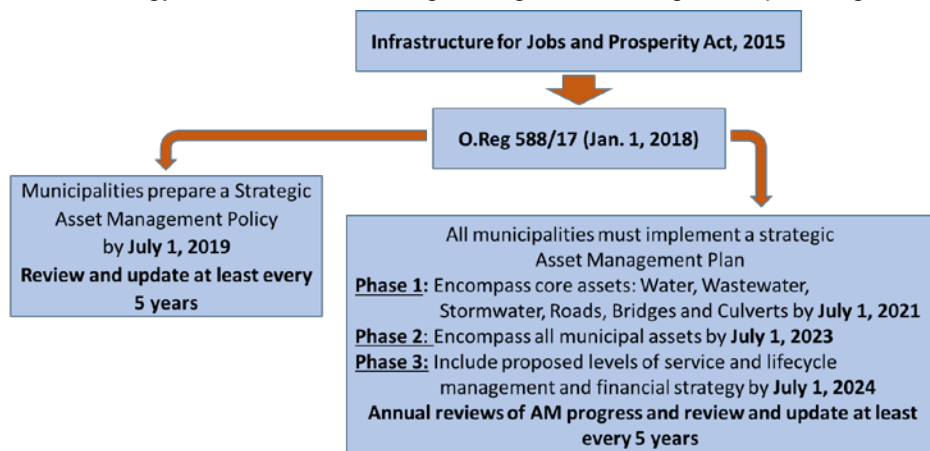 Infrastructure for Jobs and Prosperity Act, 2015
O.Reg 588/17 (Jan. 1, 2018)
Municipalities prepare a Strategic
Asset Management Policy
by July 1, 2019
Review and update at least every
5 years
All municipalities must implement a strategic
Asset Management Plan
Phase 1: Encompass core assets: Water, Wastewater,
Stormwater, Roads, Bridges and Culverts by July 1, 2021
Phase 2: Encompass all municipal assets by July 1, 2023
Phase 3: Include proposed levels of service and lifecycle
management and financial strategy by July 1, 2024
Annual reviews of AM progress and review and update at least
every 5 years